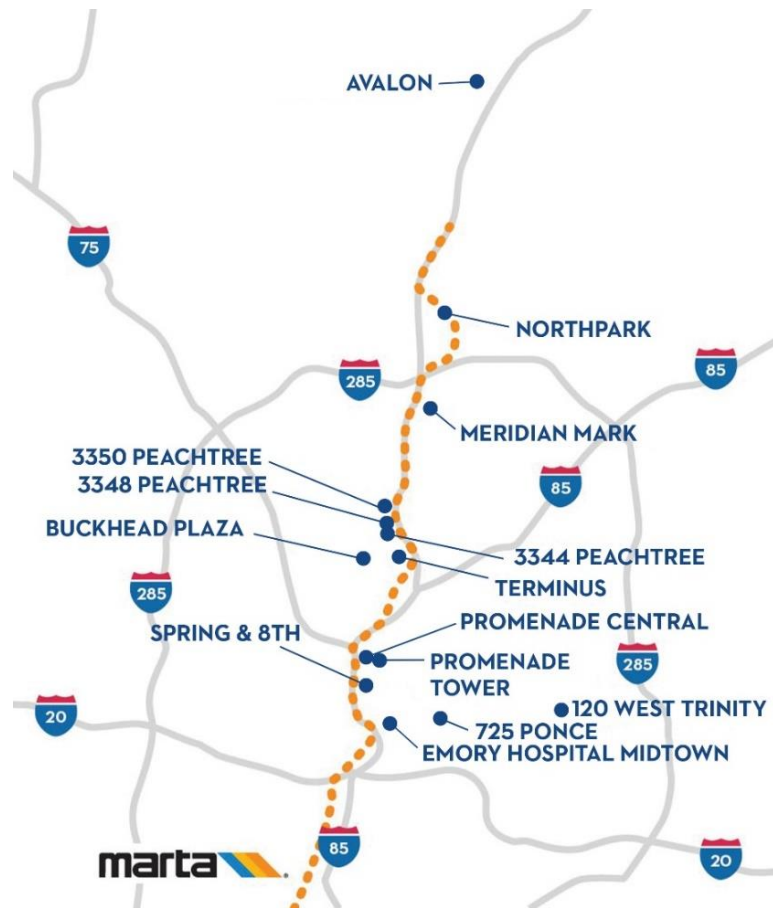 AVALON
75
NORTHPARK
285
85
MERIDIAN MARK
3350 PEACHTREE
3348 PEACHTREE
85
BUCKHEAD PLAZA
3344 PEACHTREE
TERMINUS
285
PROMENADE CENTRAL
SPRING & 8TH
PROMENADE
TOWER
285
20
120 WEST TRINITY
725 PONCE
EMORY HOSPITAL MIDTOWN
85
20
marta